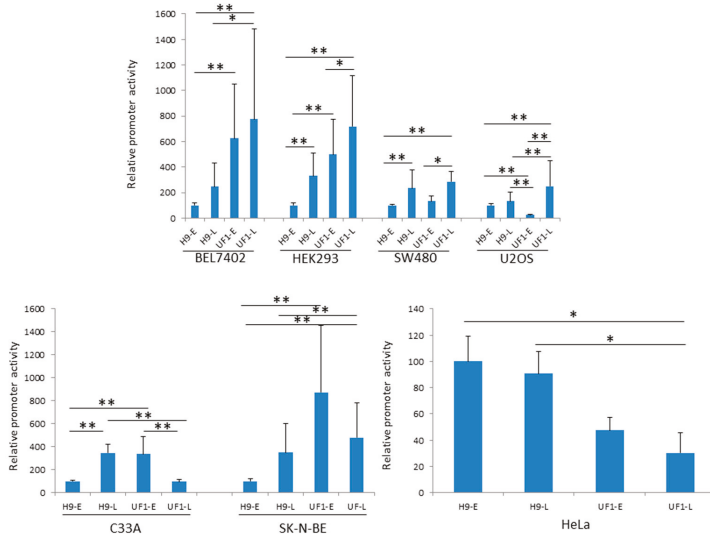 Relative promoter activity
1600
1400
1200
1000
800
600
400
200
0
** * **
** * **
** **
** ** *
** ** ** ** **
H9-E H9-L UF1-E UF1-L H9-E H9-L UF1-E UF1-L H9-E H9-L UF1-E UF1-L H9-E H9-L UF1-E UF1-L
BEL7402 HEK293 SW480 U2OS
Relative promoter activity
1600
1400
1200
1000
800
600
400
200
0
** ** ** **
** ** **
H9-E H9-L UF1-E UF1-L H9-E H9-L UF1-E UF-L
C33A SK-N-BE
Relative promoter activity
140
120
100
80
60
40
20
0
*
*
H9-E H9-L UF1-E UF1-L
HeLa